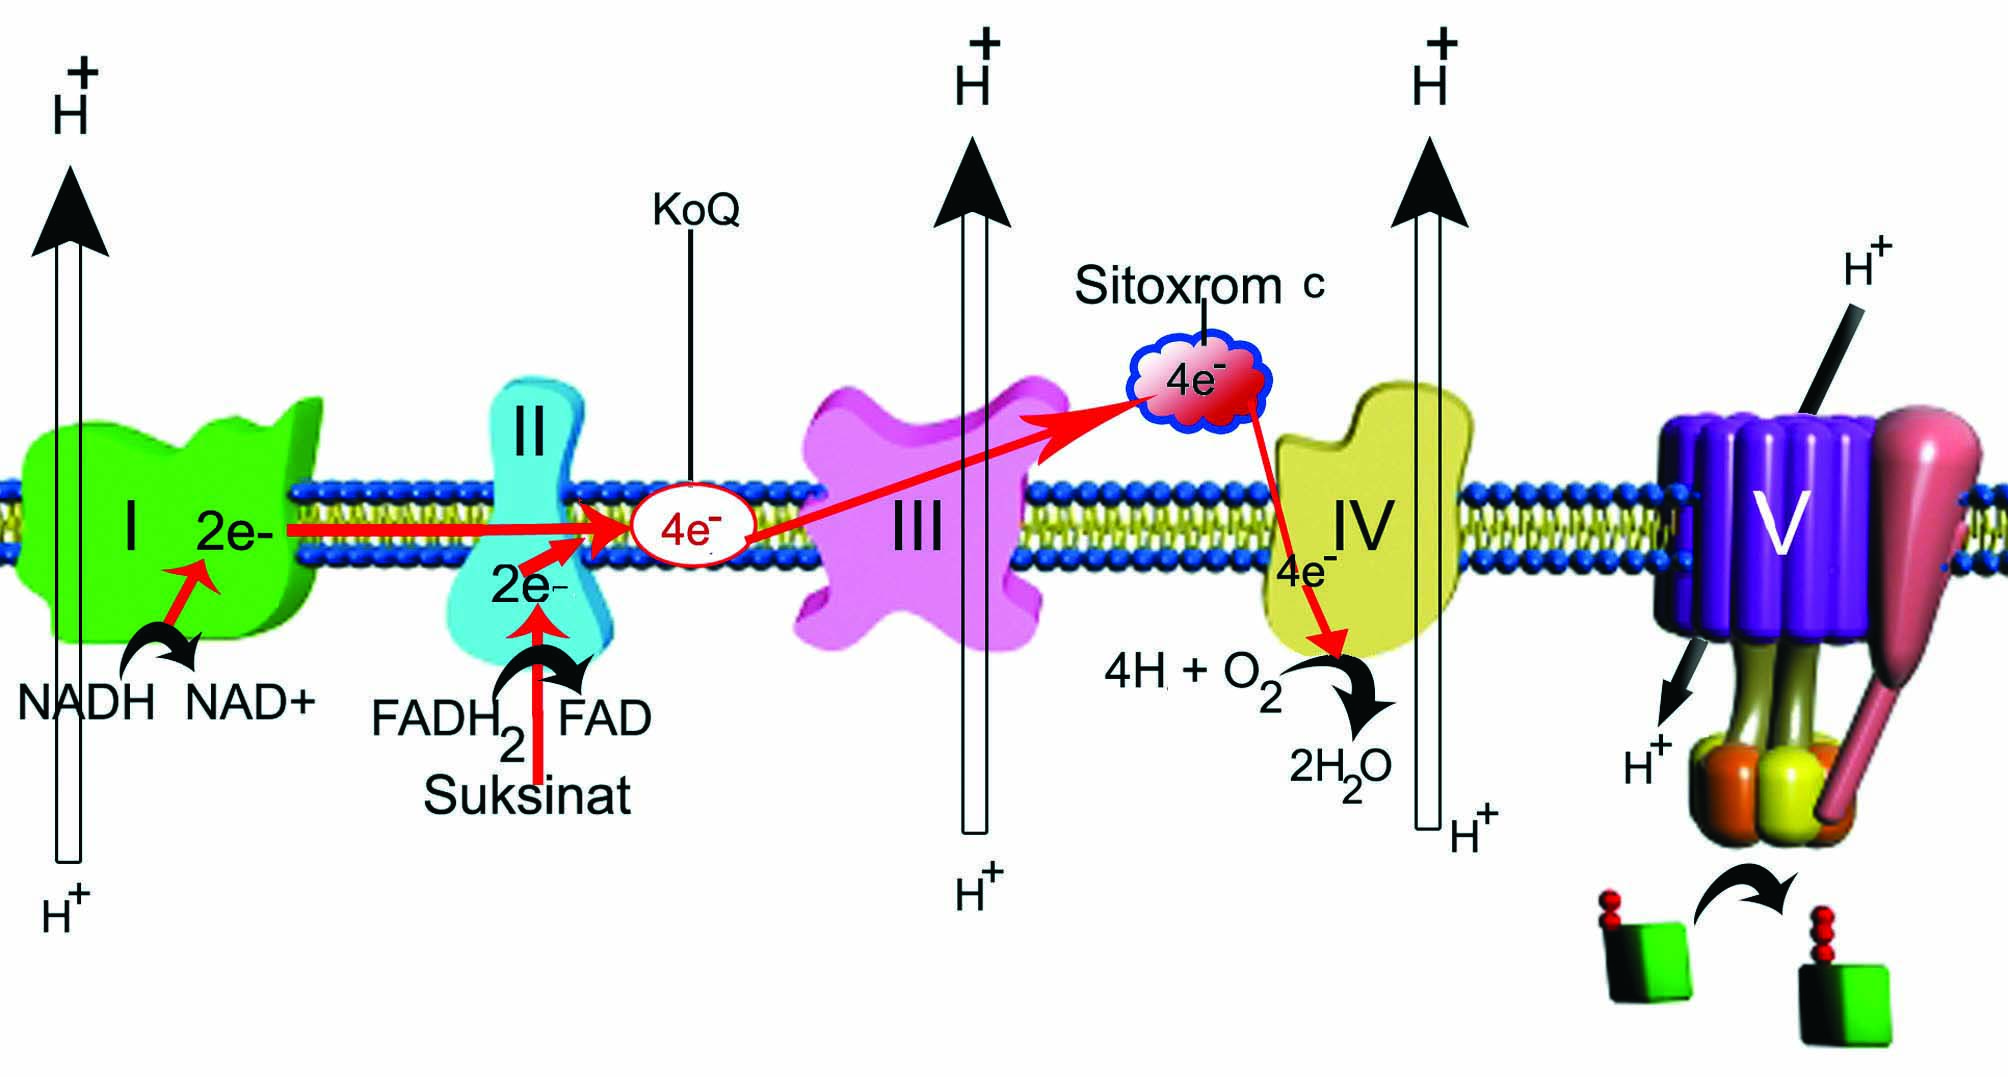 H+
H+
H+
KoQ
H+
Sitoxrom c
4e-
II
I
2e-
4e-
III
IV
V
2e-
4e-
NADH NAD+
FADH2 FAD
4H + O2
H+
2H2O
Suksinat
H+
H+
H+